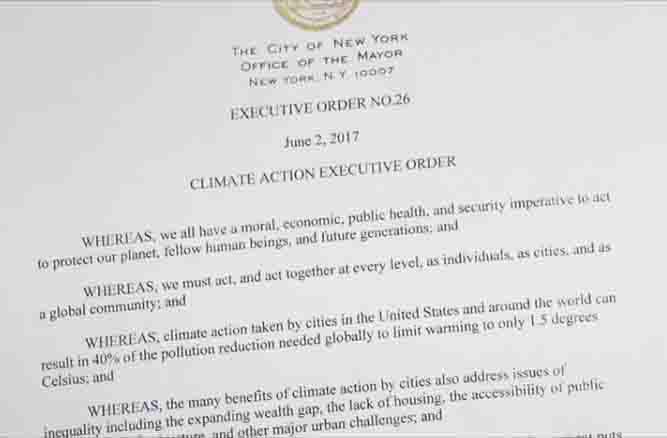 THE CITY OF NEW YORK
OFFICE OF THE MAYOR
NEW YORK, N.Y. 10007
EXECUTIVE ORDER NO.26
June 2, 2017
CLIMATE ACTION EXECUTIVE ORDER
WHEREAS, we all have a moral, economic, public health, and security imperative to act
to protect our planet, fellow human beings, and future generations; and
WHEREAS, we must act, and act together at every level, as individuals, as cities, and as
a global community; and
WHEREAS, climate action taken by cities in the United States and around the world can
result in 40% of the pollution reduction needed globally to limit warming to only 1.5 degrees
Celsius; and
WHEREAS, the many benefits of climate action by cities also address issues of
inequality including the expanding wealth gap, the lack of housing, the accessibility of public
and other major urban challenges; and